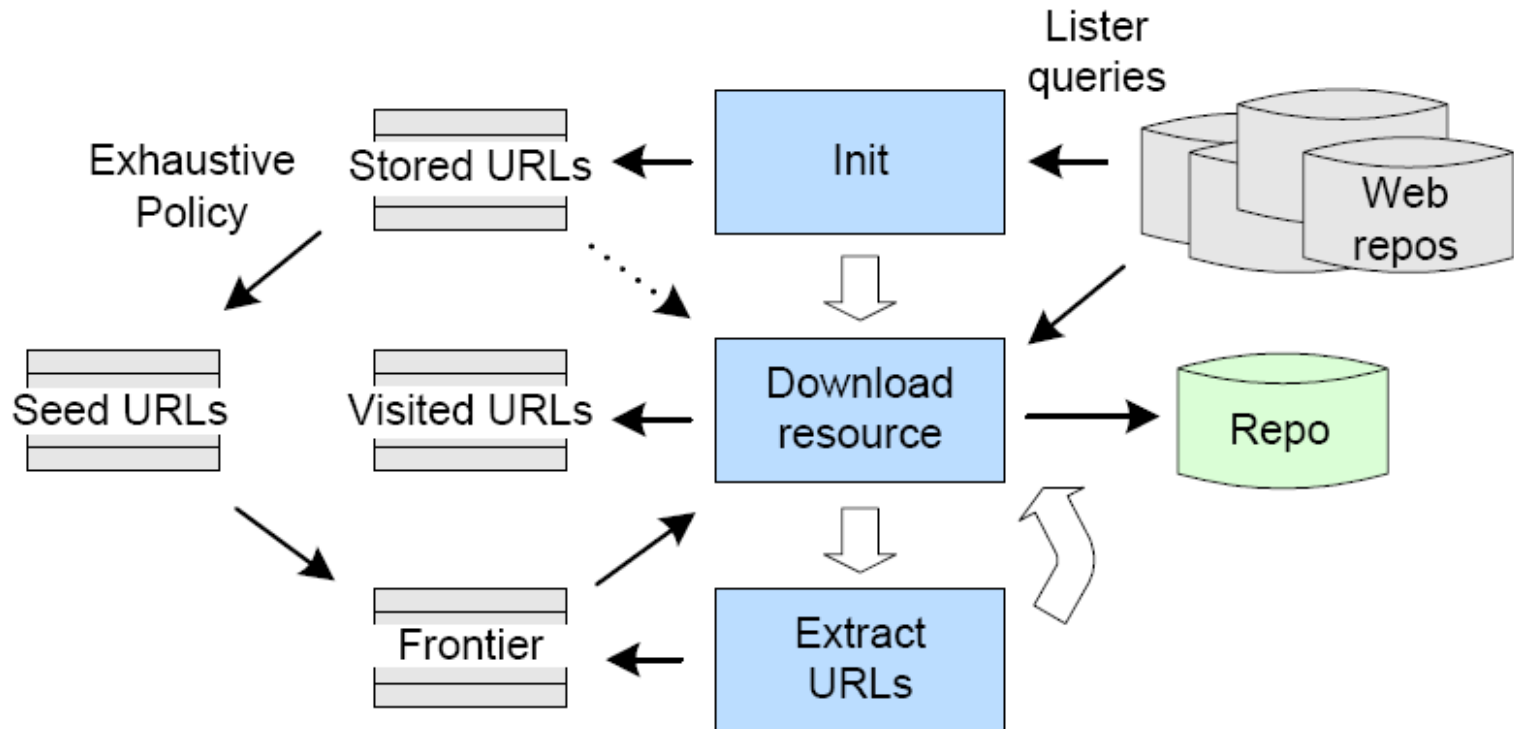 Lister
queries
Exhaustive
Policy
Stored URLs
Init
Web
repos
Seed URLs
Visited URLs
Download
resource
Repo
Frontier
Extract
URLs